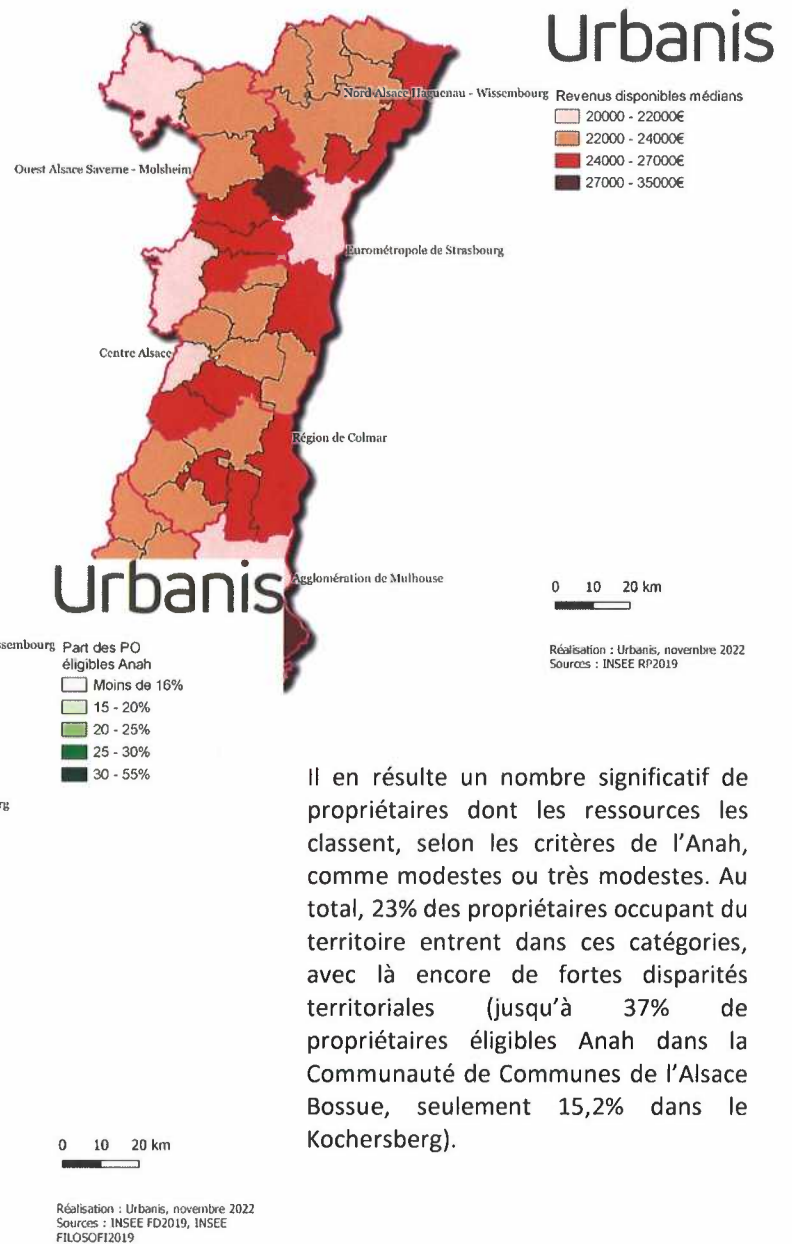 Urbanis
Nord Alsace Haguenau - Wissembourg
Revenus disponibles médians
20000 - 22000€
22000 - 24000€
24000 - 27000€
27000 - 35000€
Ouest Alsace Saverne - Molsheim
Eurométropole de Strasbourg
Centre Alsace
Région de Colmar
Agglomération de Mulhouse
0 10 20 km
Réalisation : Urbanis, novembre 2022
Sources : INSEE RP2019
Urbanis
ssembourg
Part des PO
éligibles Anah
Moins de 16%
15 - 20%
20 - 25%
25 - 30%
30 - 55%
rg
Il en résulte un nombre significatif de
propriétaires dont les ressources les
classent, selon les critères de l'Anah,
comme modestes ou très modestes. Au
total, 23% des propriétaires occupant du
territoire entrent dans ces catégories,
avec là encore de fortes disparités
territoriales (jusqu'à 37% de
propriétaires éligibles Anah dans la
Communauté de Communes de l'Alsace
Bossue, seulement 15,2% dans le
Kochersberg).
0 10 20 km
Réalisation : Urbanis, novembre 2022
Sources : INSEE FD2019, INSEE
FILOSOFI2019